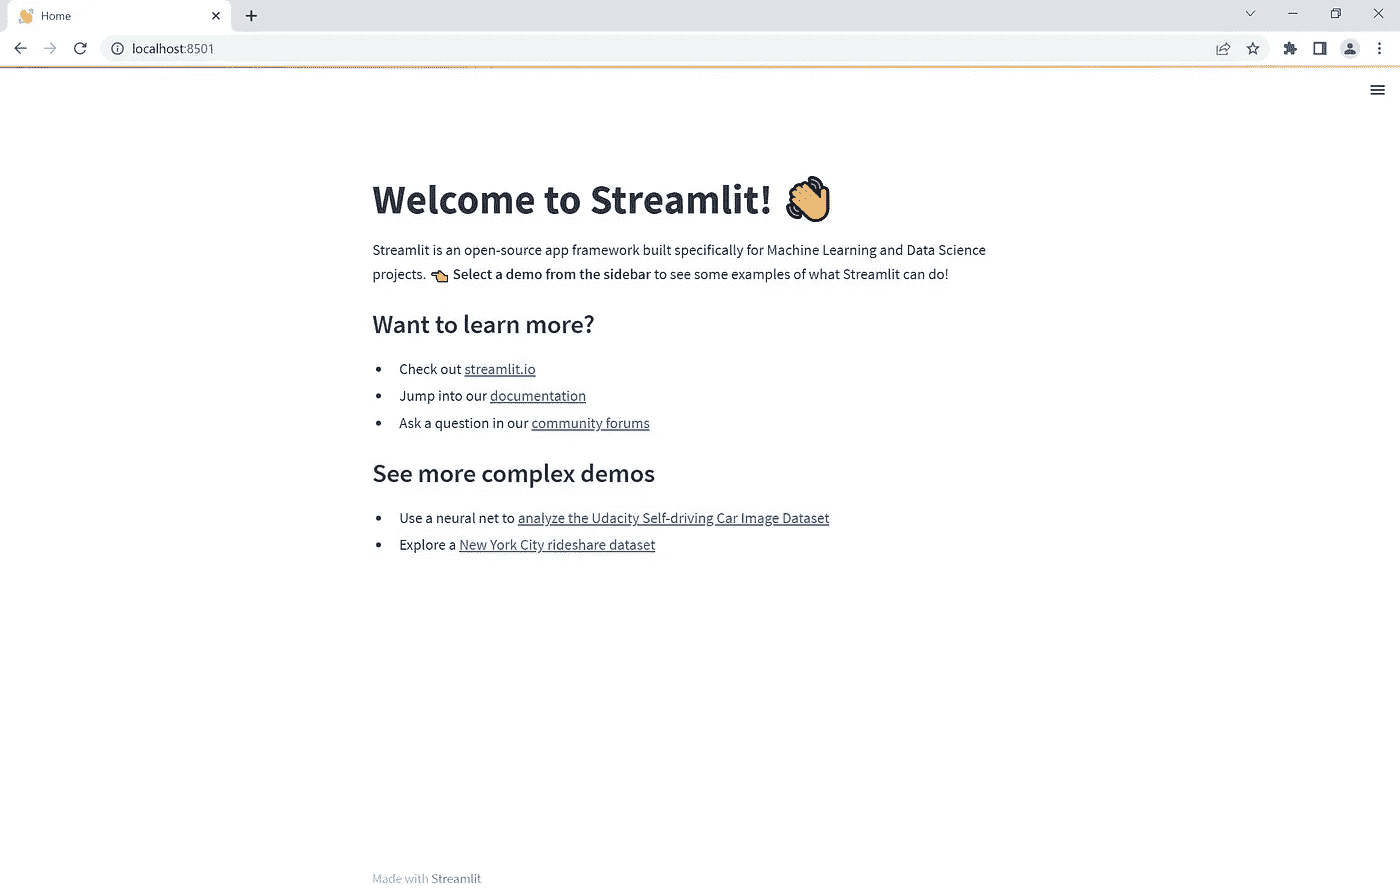 Home
localhost:8501
Welcome to Streamlit! 👋
Streamlit is an open-source app framework built specifically for Machine Learning and Data Science
projects. 👈 Select a demo from the sidebar to see some examples of what Streamlit can do!
Want to learn more?
• Check out streamlit.io
• Jump into our documentation
• Ask a question in our community forums
See more complex demos
• Use a neural net to analyze the Udacity Self-driving Car Image Dataset
• Explore a New York City rideshare dataset
Made with Streamlit